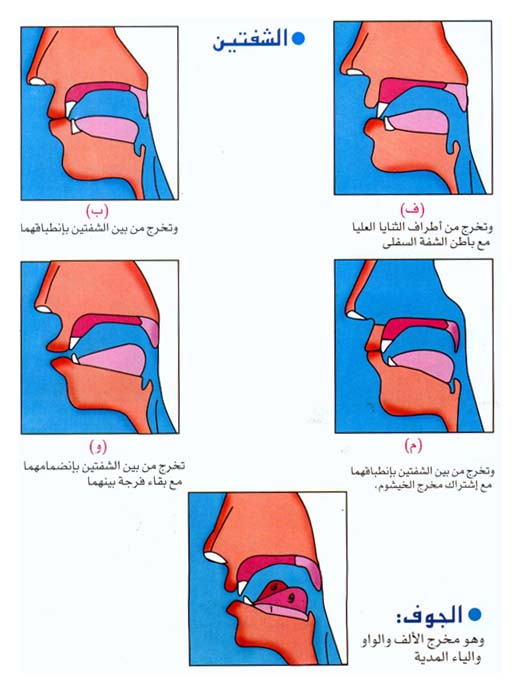 الشفتين
(ف)
وتخرج من أطراف الثنايا العليا
مع باطن الشفة السفلى
(ب)
وتخرج من بين الشفتين بإنطباقهما
(م)
وتخرج من بين الشفتين بإنطباقهما
مع إشتراك مخرج الخيشوم.
(و)
تخرج من بين الشفتين بإنضمامهما
مع بقاء فرجة بينهما
الجوف:
وهو مخرج الألف والواو
والياء المدية